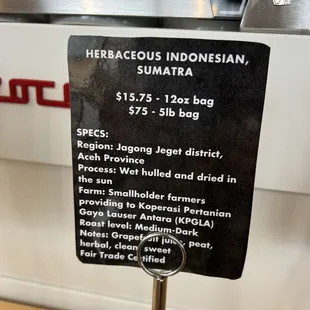 HERBACEOUS INDONESIAN,
SUMATRA
$15.75 - 12oz bag
$75 - 5lb bag
SPECS:
Region: Jagong Jeget district,
Aceh Province
Process: Wet hulled and dried in
the sun
Farm: Smallholder farmers
providing to Koporasi Pertanian
Gayo Lauser Antara (KPGLA)
Roast level: Medium-Dark
Notes: Grapefruit juice, peat,
herbal, clean, sweet
Fair Trade Certified